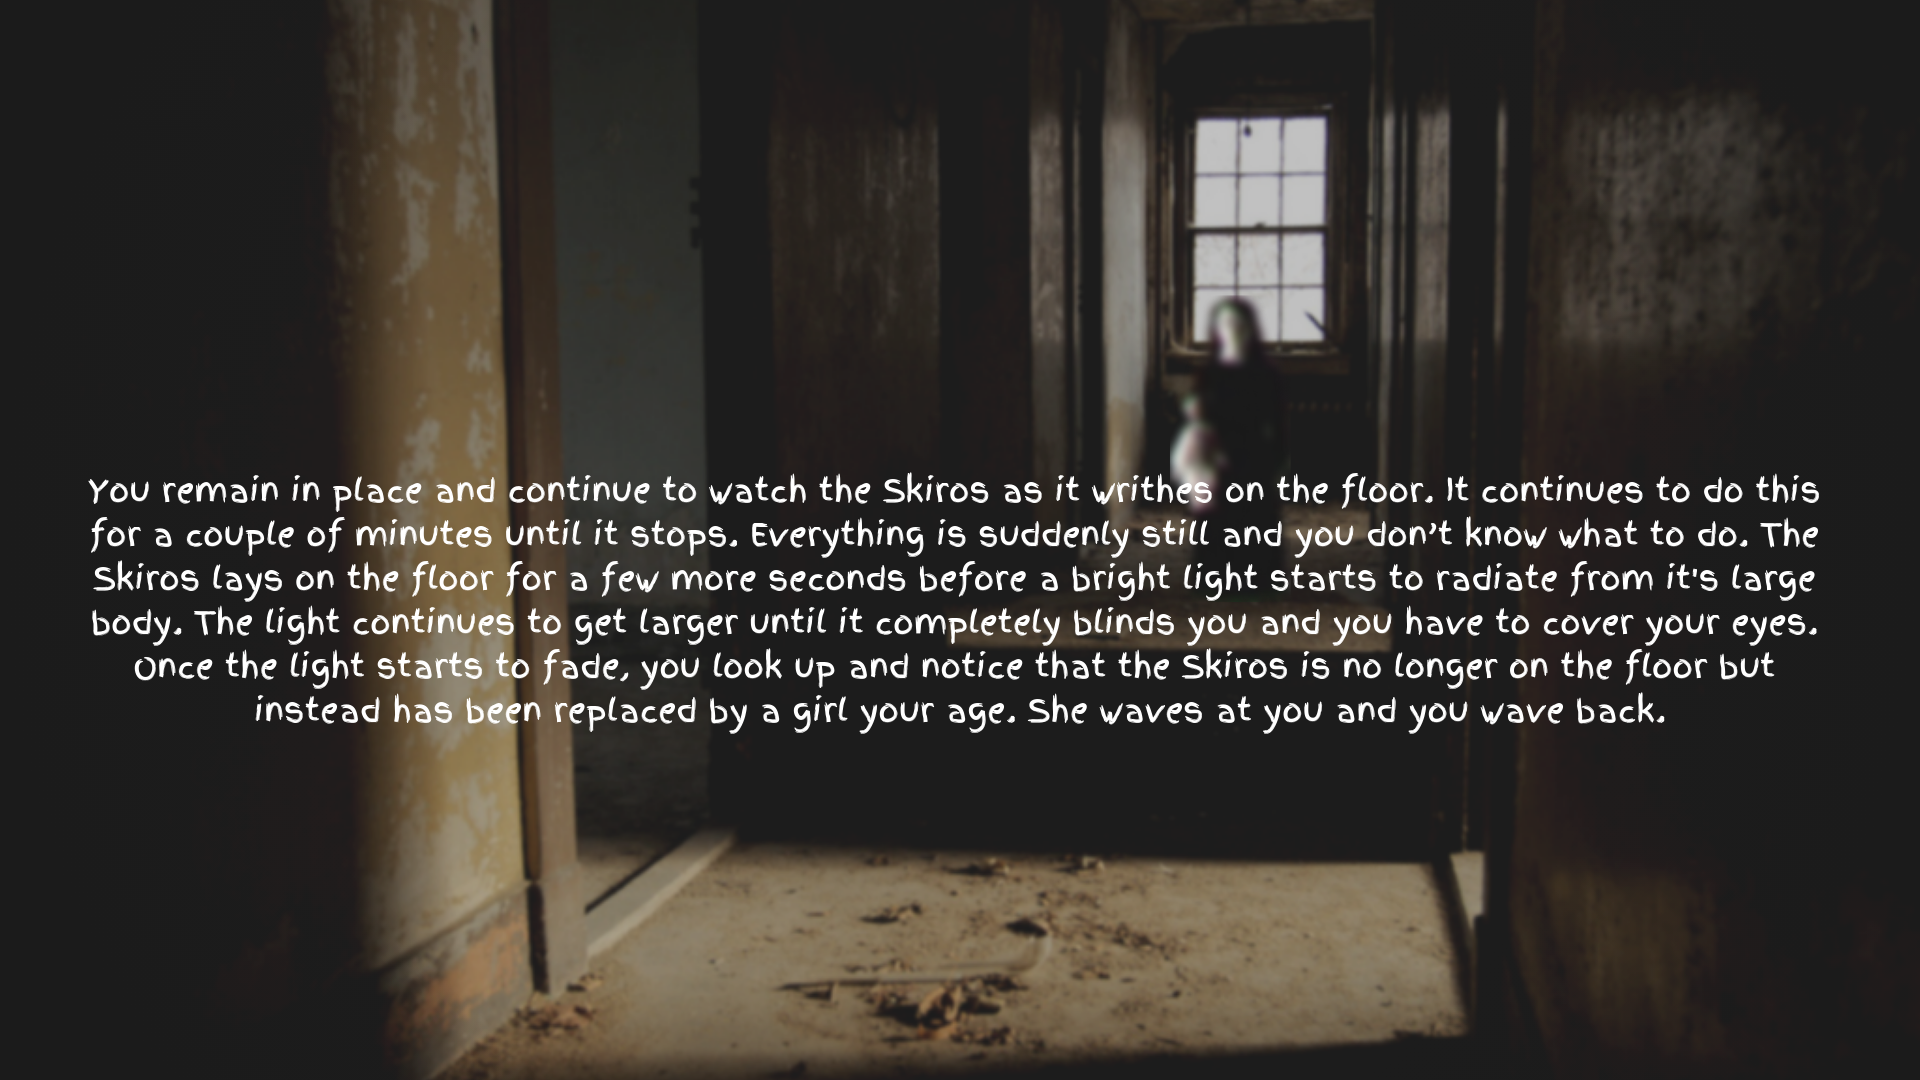 You remain in place and continue to watch the Skiros as it writhes on the floor. It continues to do this
for a couple of minutes until it stops. Everything is suddenly still and you don’t know what to do. The
Skiros lays on the floor for a few more seconds before a bright light starts to radiate from it's large
body. The light continues to get larger until it completely blinds you and you have to cover your eyes.
Once the light starts to fade, you look up and notice that the Skiros is no longer on the floor but
instead has been replaced by a girl your age. She waves at you and you wave back.